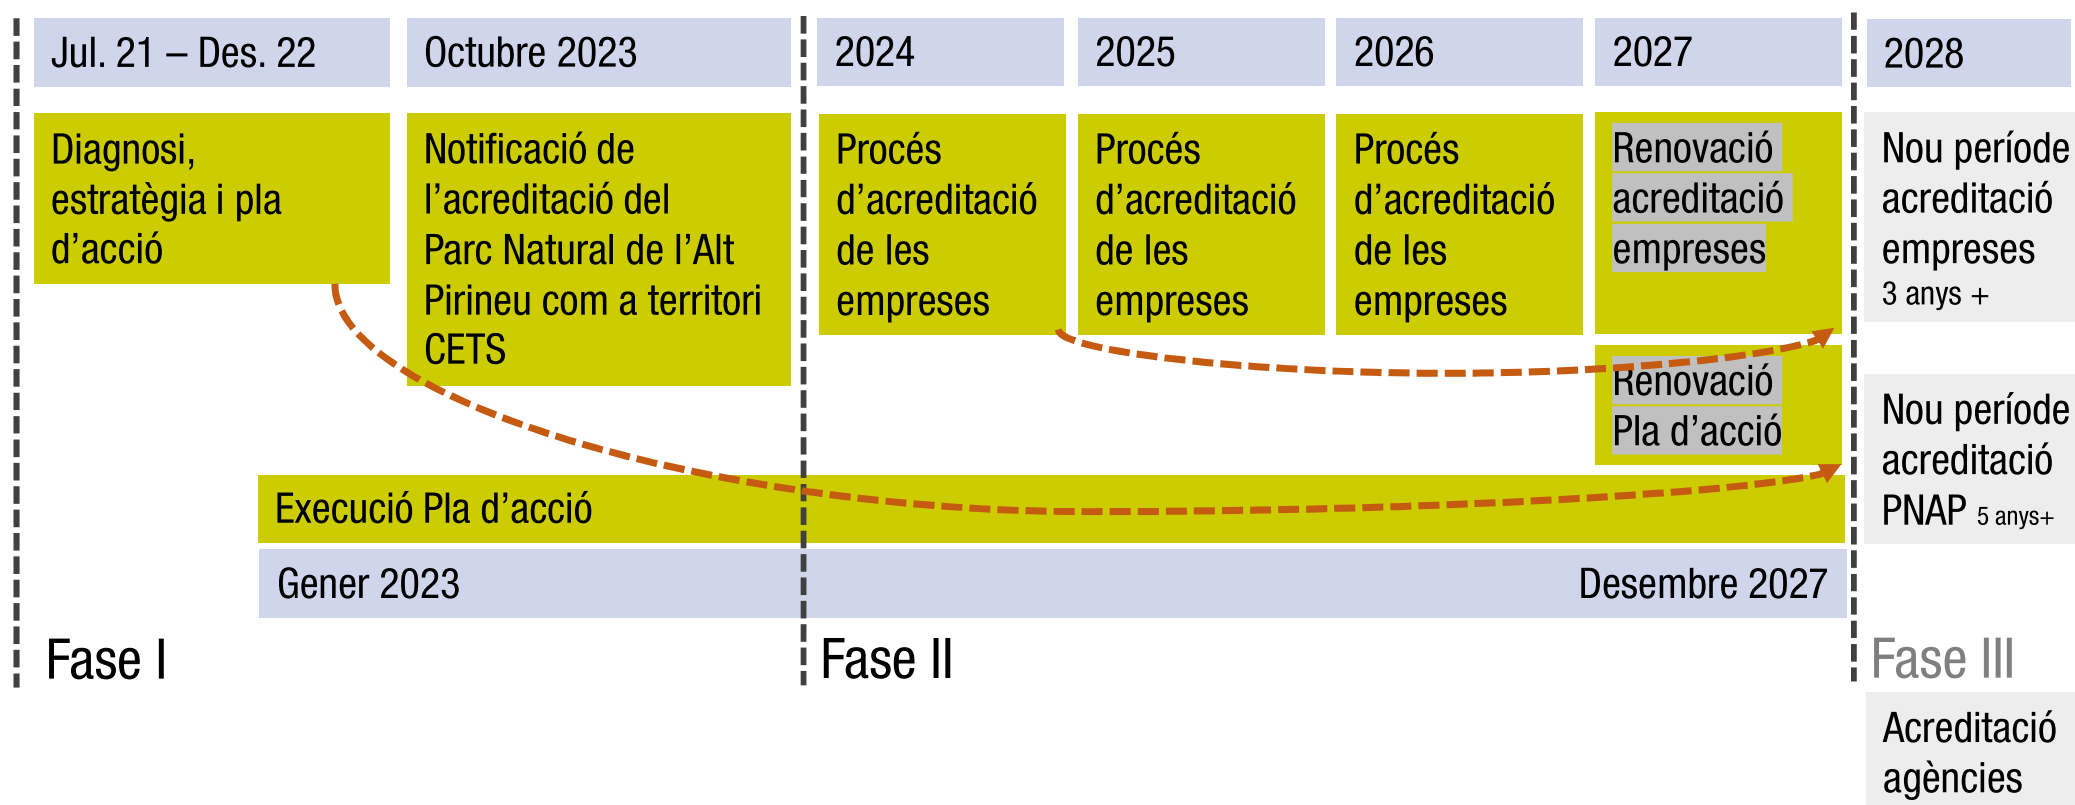 Jul. 21 – Des. 22
Octubre 2023
2024
2025
2026
2027
2028
Diagnosi,
estratègia i pla
d’acció
Notificació de
l’acreditació del
Parc Natural de l’Alt
Pirineu com a territori
CETS
Procés
d’acreditació
de les
empreses
Procés
d’acreditació
de les
empreses
Procés
d’acreditació
de les
empreses
Renovació
acreditació
empreses
Renovació
Pla d’acció
Nou període
acreditació
empreses
3 anys +
Nou període
acreditació
PNAP 5 anys+
Execució Pla d’acció
Gener 2023
Desembre 2027
Fase I
Fase II
Fase III
Acreditació
agències